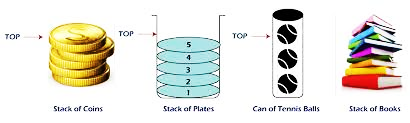 TOP
TOP
TOP
5
4
3
2
1
Stack of Coins
Stack of Plates
Can of Tennis Balls
Stack of Books